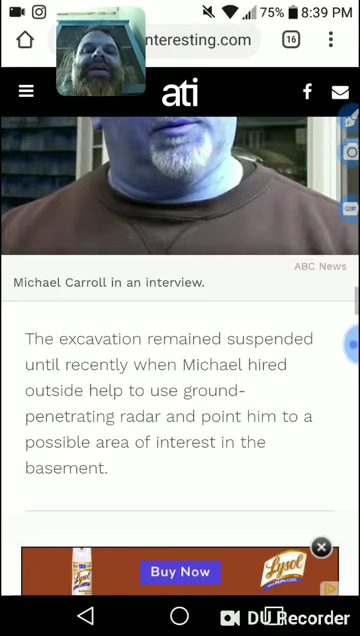 75% 8:39 PM
nteresting.com
16
ati
f
ABC News
Michael Carroll in an interview.
GIF
The excavation remained suspended
until recently when Michael hired
outside help to use ground-
penetrating radar and point him to a
possible area of interest in the
basement.
Buy Now
Lysol
DU Recorder